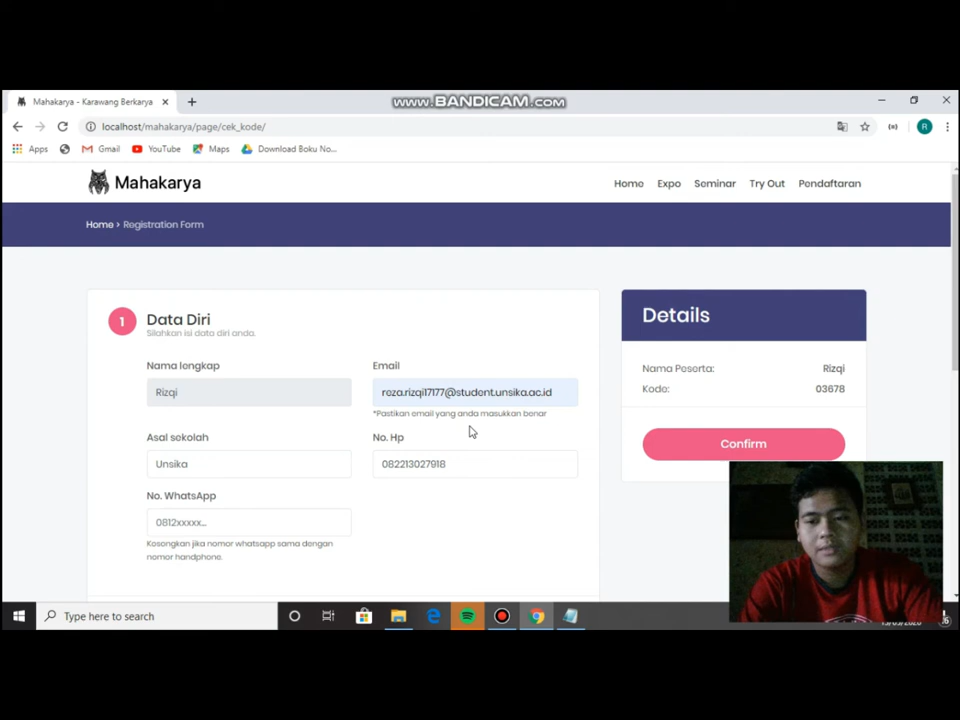 www.BANDICAM.com
Mahakarya - Karawang Berkarya
localhost/mahakarya/page/cek_kode/
R
Apps Gmail YouTube Maps Download Boku No...
Mahakarya
Home Expo Seminar Try Out Pendaftaran
Home > Registration Form
1 Data Diri
Silahkan isi data diri anda.
Nama lengkap
Email
Rizqi
reza.rizqi17177@student.unsika.ac.id
*Pastikan email yang anda masukkan benar
Asal sekolah
No. Hp
Unsika
082213027918
No. WhatsApp
0812xxxxx...
Kosongkan jika nomor whatsapp sama dengan
nomor handphone.
Details
Nama Peserta: Rizqi
Kode: 03678
Confirm
Type here to search